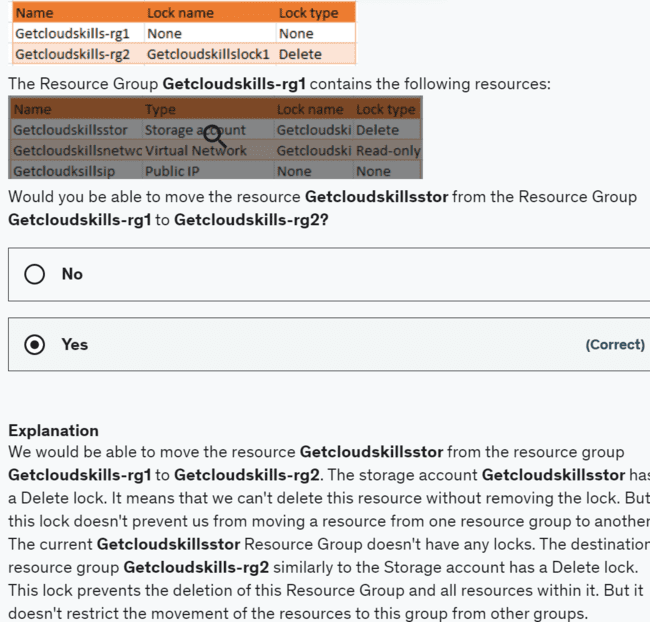 Name Lock name Lock type
Getcloudskills-rg1 None None
Getcloudskills-rg2 Getcloudskillslock1 Delete
The Resource Group Getcloudskills-rg1 contains the following resources:
Name Type Lock name Lock type
Getcloudskillsstor Storage account Getcloudski Delete
Getcloudskillsnetwc Virtual Network Getcloudski Read-only
Getcloudksillsip Public IP None None
Would you be able to move the resource Getcloudskillsstor from the Resource Group
Getcloudskills-rg1 to Getcloudskills-rg2?
No
Yes (Correct)
Explanation
We would be able to move the resource Getcloudskillsstor from the resource group
Getcloudskills-rg1 to Getcloudskills-rg2. The storage account Getcloudskillsstor has
a Delete lock. It means that we can't delete this resource without removing the lock. But
this lock doesn't prevent us from moving a resource from one resource group to another
The current Getcloudskillsstor Resource Group doesn't have any locks. The destination
resource group Getcloudskills-rg2 similarly to the Storage account has a Delete lock.
This lock prevents the deletion of this Resource Group and all resources within it. But it
doesn't restrict the movement of the resources to this group from other groups.